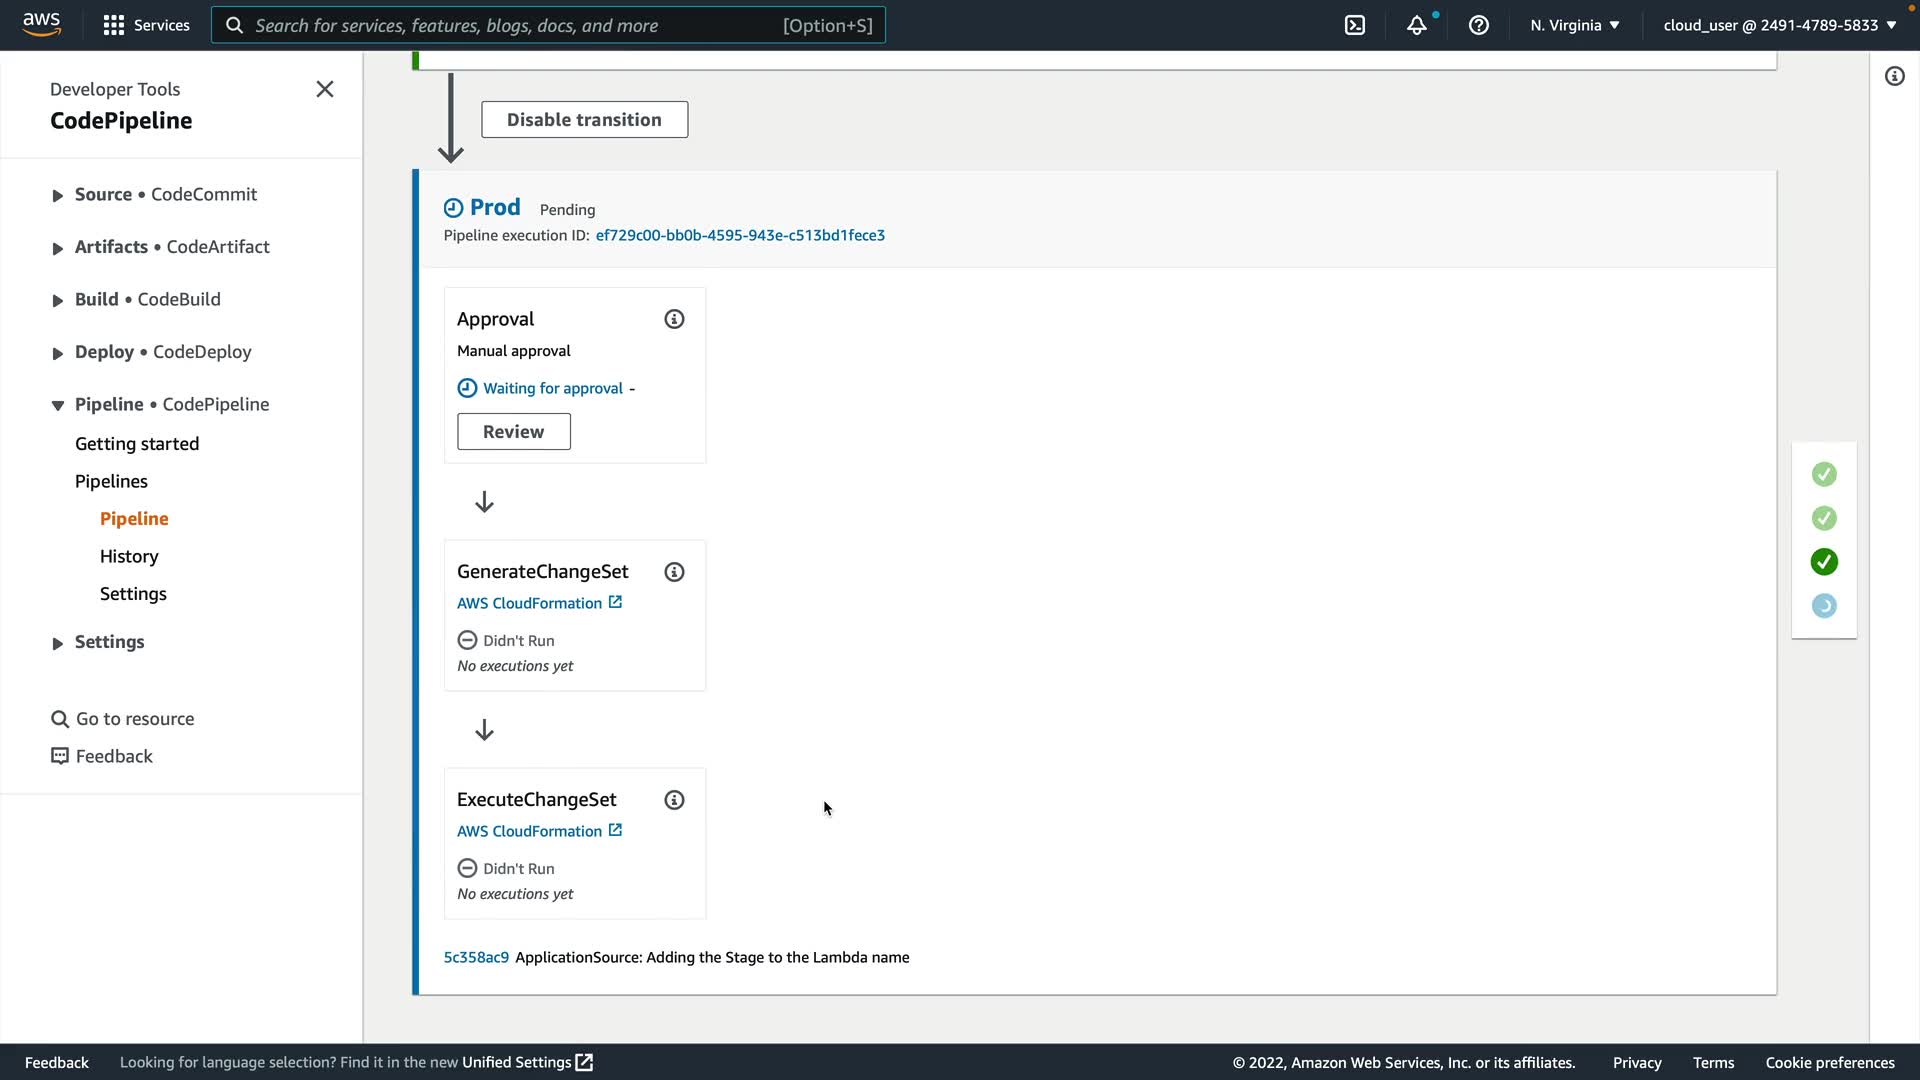 aws
Services
Search for services, features, blogs, docs, and more
[Option+S]
N. Virginia ▼
cloud_user @ 2491-4789-5833 ▼
Developer Tools
CodePipeline
Source • CodeCommit
Artifacts • CodeArtifact
Build • CodeBuild
Deploy • CodeDeploy
Pipeline • CodePipeline
Getting started
Pipelines
Pipeline
History
Settings
Settings
Go to resource
Feedback
Disable transition
Prod Pending
Pipeline execution ID: ef729c00-bb0b-4595-943e-c513bd1fece3
Approval
Manual approval
Waiting for approval -
Review
GenerateChangeSet
AWS CloudFormation
Didn't Run
No executions yet
ExecuteChangeSet
AWS CloudFormation
Didn't Run
No executions yet
5c358ac9 ApplicationSource: Adding the Stage to the Lambda name
Feedback
Looking for language selection? Find it in the new Unified Settings
© 2022, Amazon Web Services, Inc. or its affiliates.
Privacy
Terms
Cookie preferences